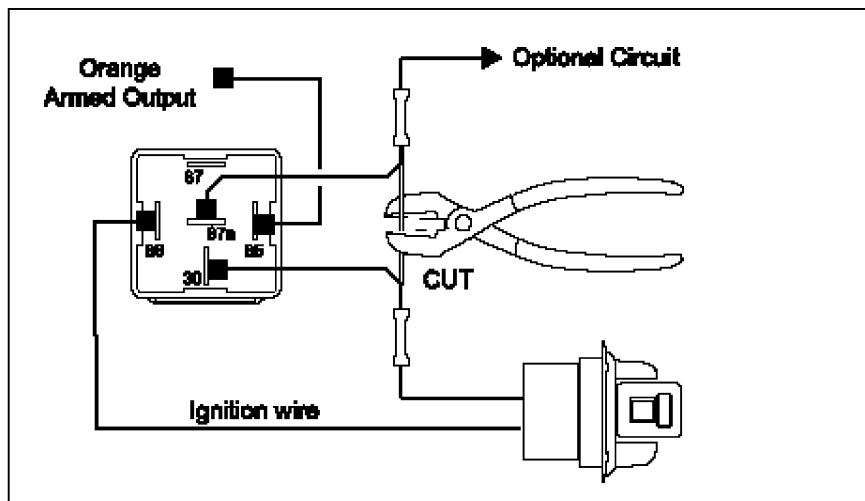 Optional Circuit
Orange
Armed Output
87
87a
86
85
30
CUT
Ignition wire